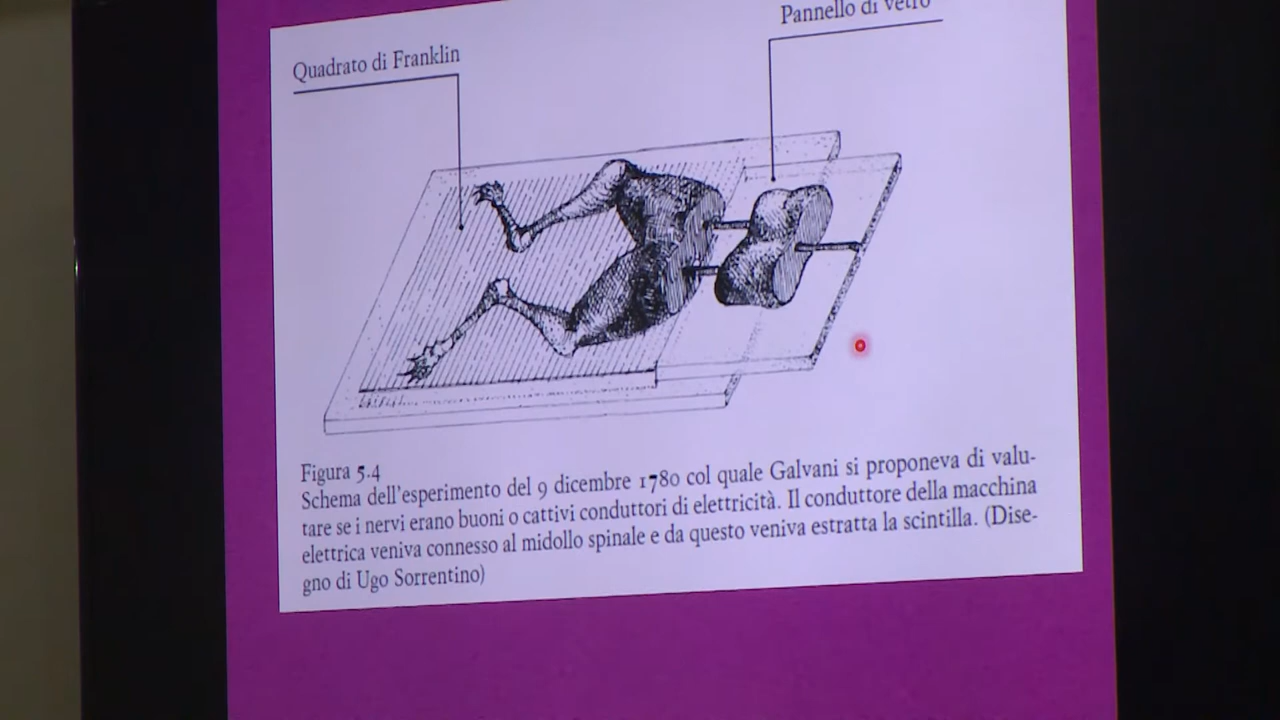 Pannello di vetro
Quadrato di Franklin
Figura 5.4
Schema dell'esperimento del 9 dicembre 1780 col quale Galvani si proponeva di valu-
tare se i nervi erano buoni o cattivi conduttori di elettricità. Il conduttore della macchina
elettrica veniva connesso al midollo spinale e da questo veniva estratta la scintilla. (Dise-
gno di Ugo Sorrentino)